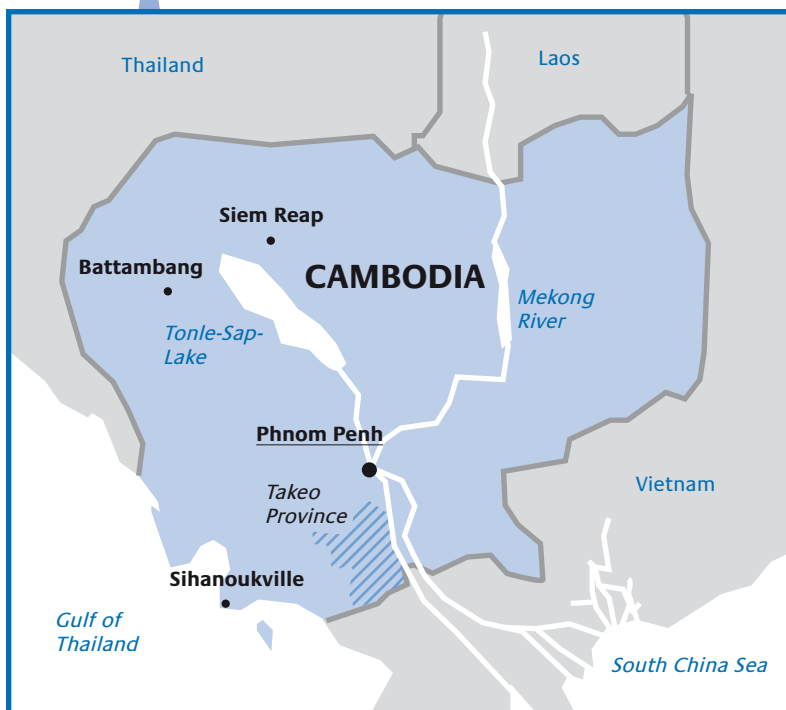 Thailand
Laos
Siem Reap
Battambang
CAMBODIA
Mekong
River
Tonle-Sap-
Lake
Phnom Penh
Takeo
Province
Vietnam
Sihanoukville
Gulf of
Thailand
South China Sea